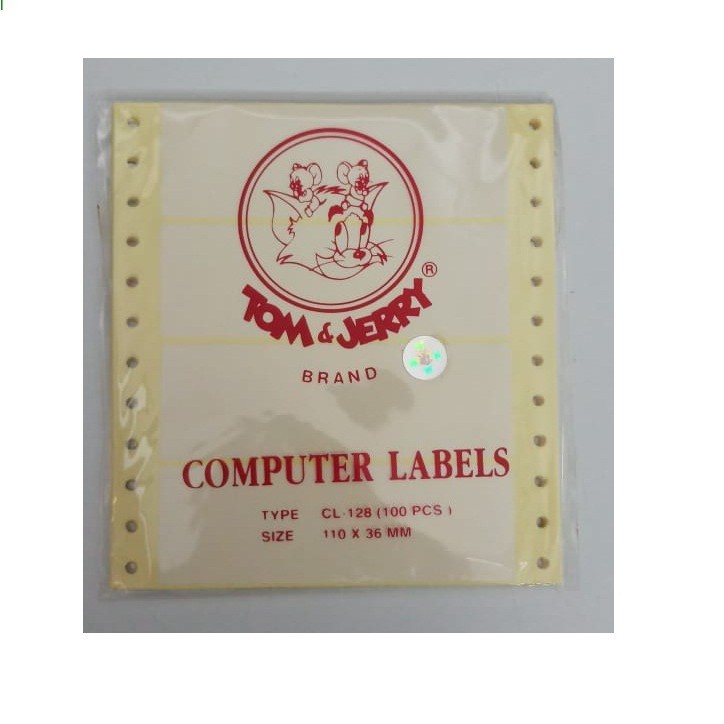 TOM & JERRY ®
BRAND
COMPUTER LABELS
TYPE CL-128 (100 PCS)
SIZE 110 X 36 MM